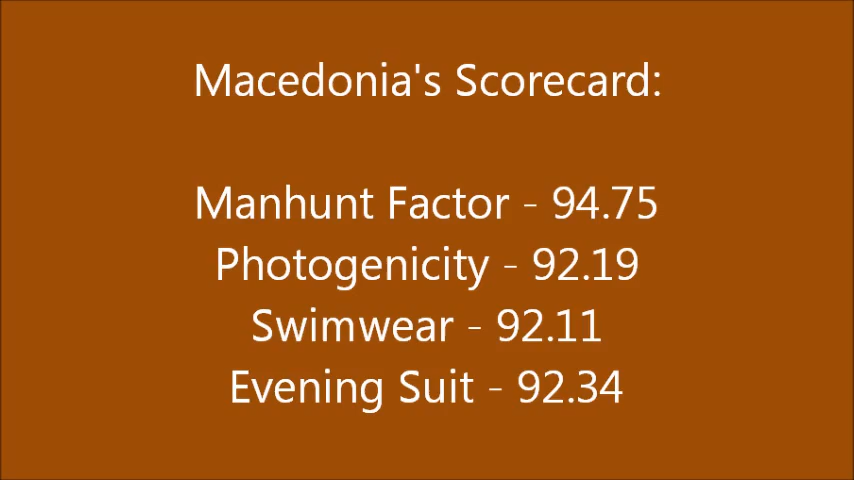 Macedonia's Scorecard:
Manhunt Factor - 94.75
Photogenicity - 92.19
Swimwear - 92.11
Evening Suit - 92.34